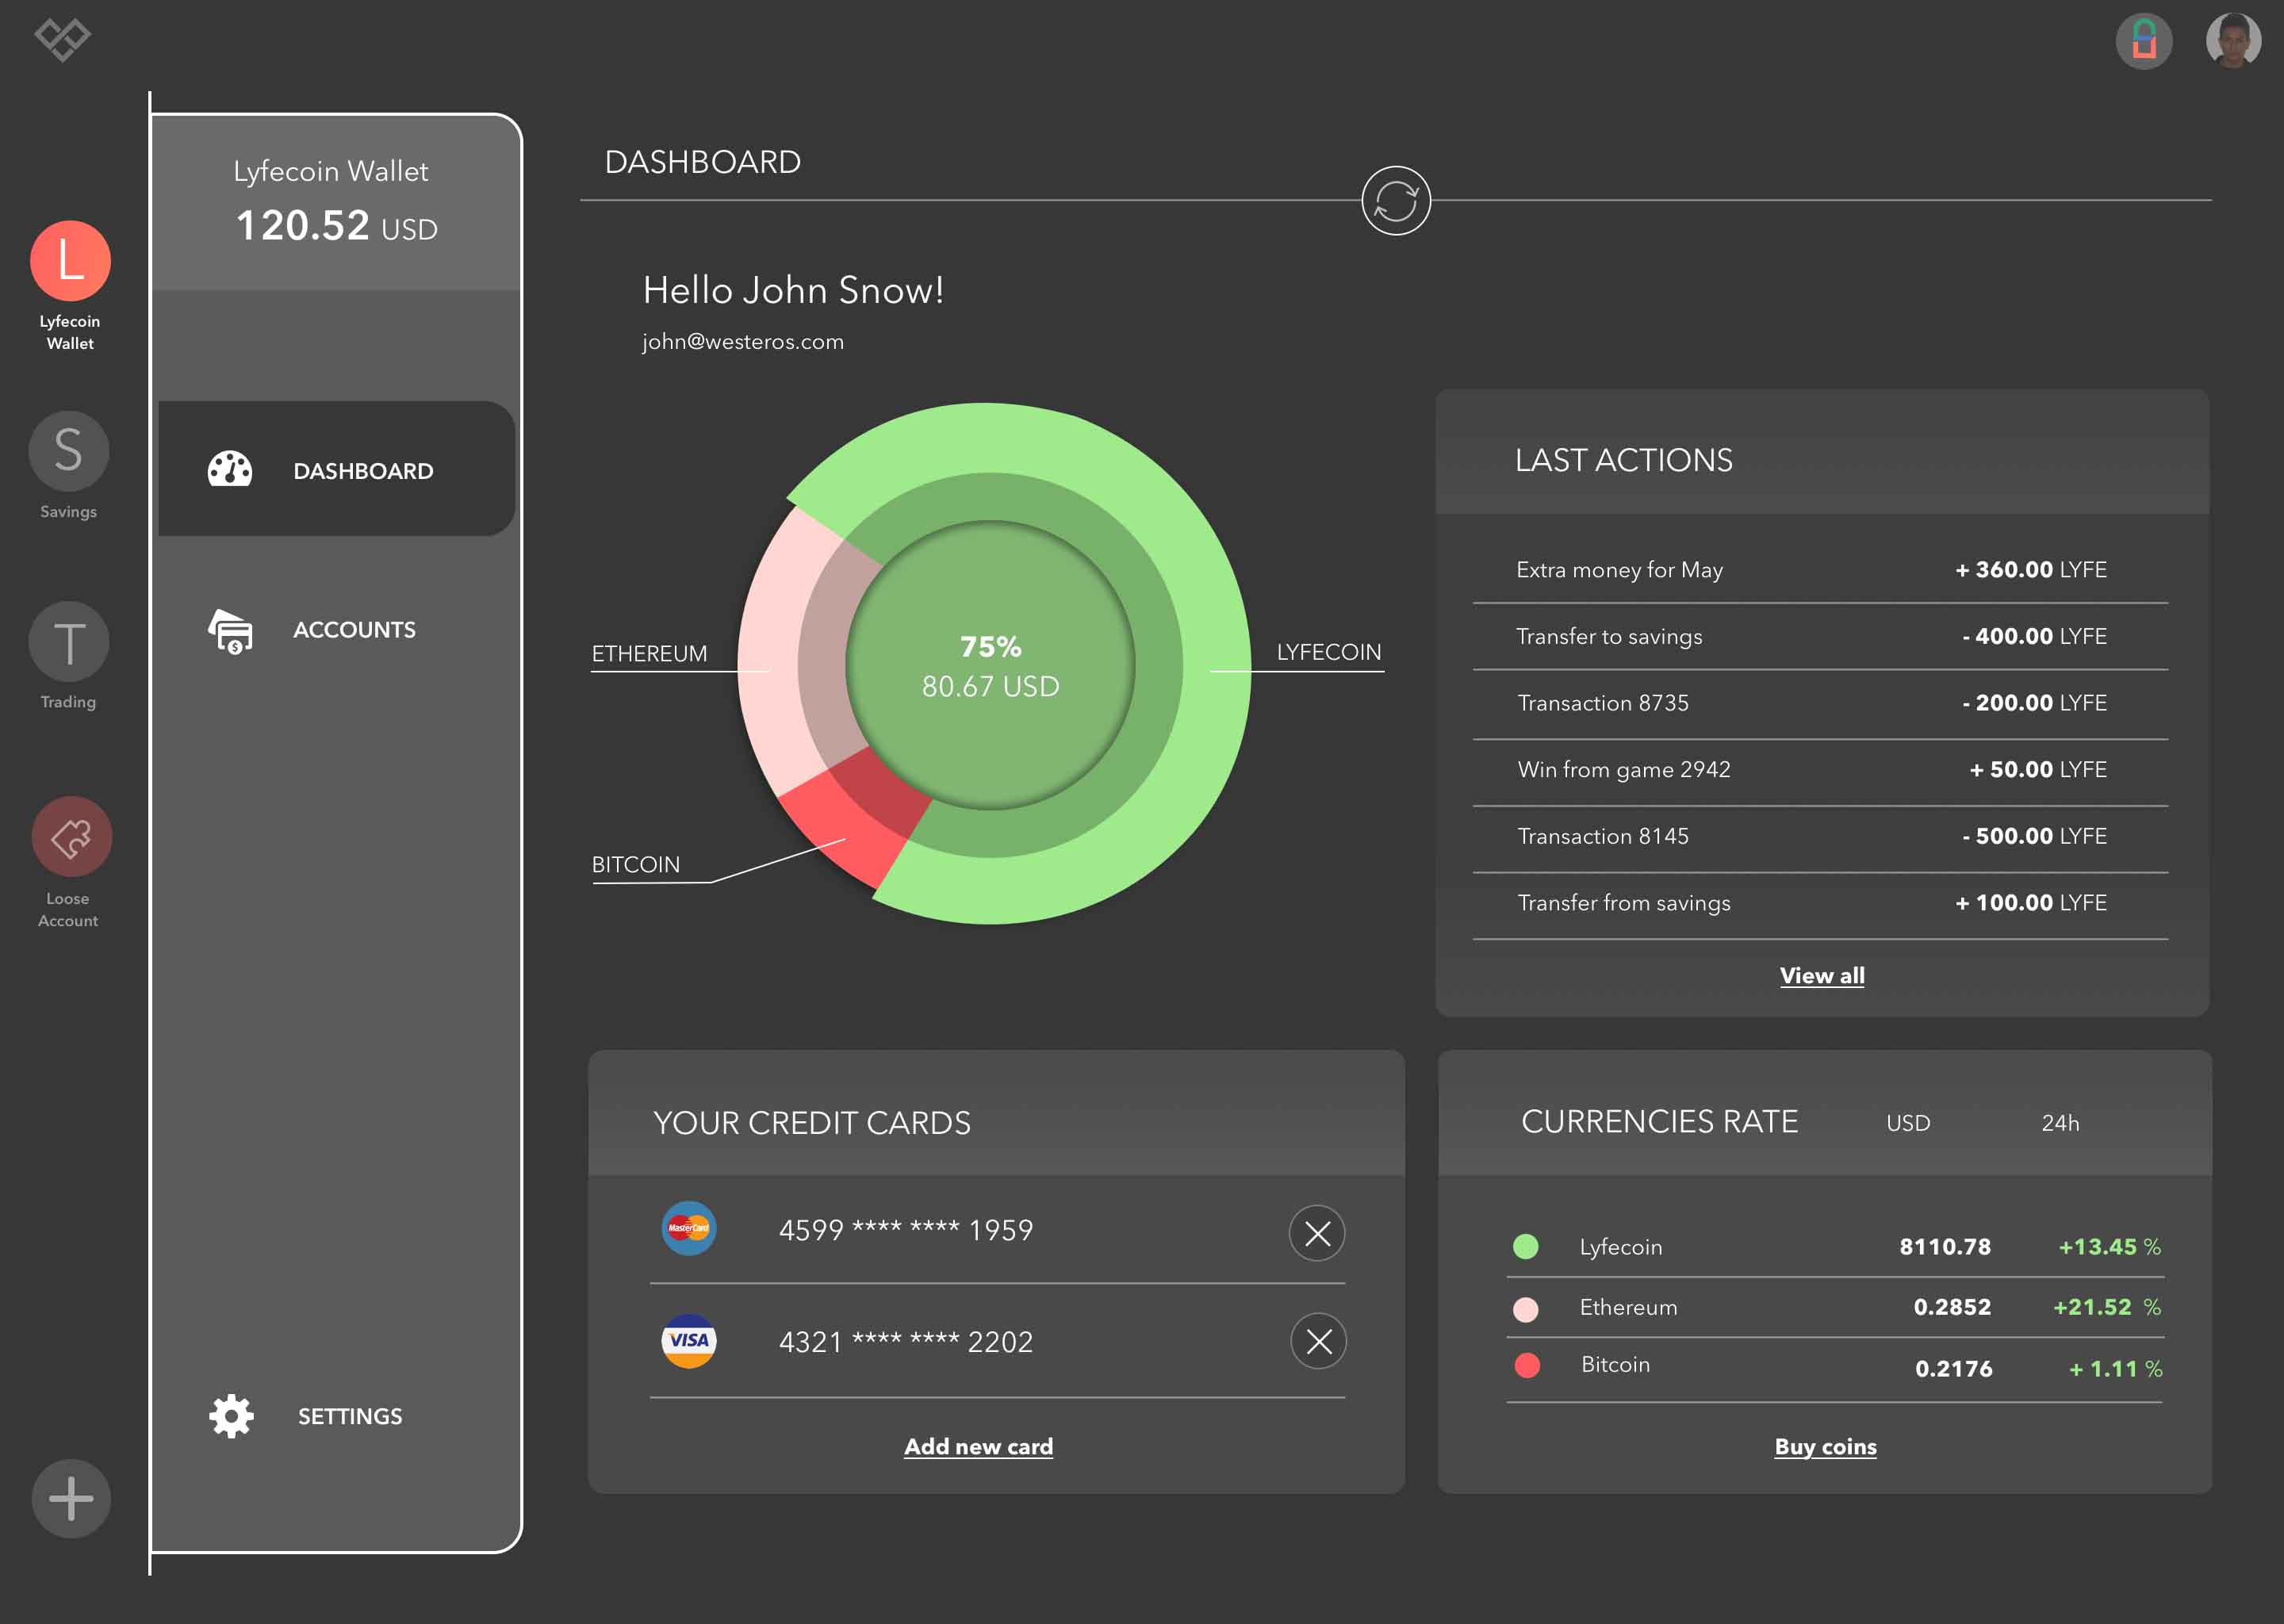 Lyfecoin Wallet
120.52 USD
L
Lyfecoin
Wallet
S
Savings
T
Trading
Loose
Account
DASHBOARD
ACCOUNTS
SETTINGS
DASHBOARD
Hello John Snow!
john@westeros.com
ETHEREUM
75%
80.67 USD
LYFECOIN
BITCOIN
LAST ACTIONS
Extra money for May + 360.00 LYFE
Transfer to savings - 400.00 LYFE
Transaction 8735 - 200.00 LYFE
Win from game 2942 + 50.00 LYFE
Transaction 8145 - 500.00 LYFE
Transfer from savings + 100.00 LYFE
View all
YOUR CREDIT CARDS
MasterCard 4599 **** **** 1959
VISA 4321 **** **** 2202
Add new card
CURRENCIES RATE USD 24h
Lyfecoin 8110.78 +13.45 %
Ethereum 0.2852 +21.52 %
Bitcoin 0.2176 + 1.11 %
Buy coins